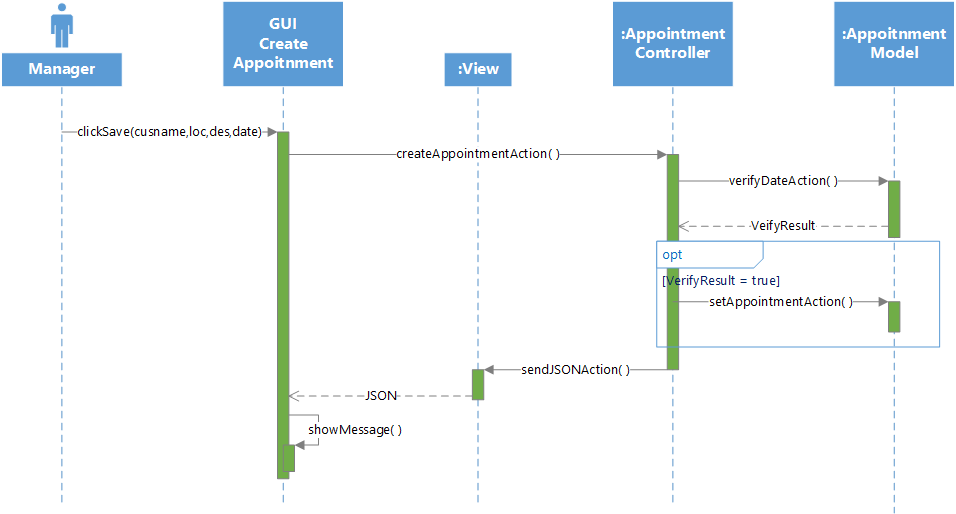 Manager
GUI
Create
Appoitnment
:View
:Appointment
Controller
:Appoitnment
Model
clickSave(cusname,loc,des,date)
createAppointmentAction( )
verifyDateAction( )
VeifyResult
opt
[VerifyResult = true]
setAppointmentAction( )
sendJSONAction( )
JSON
showMessage( )